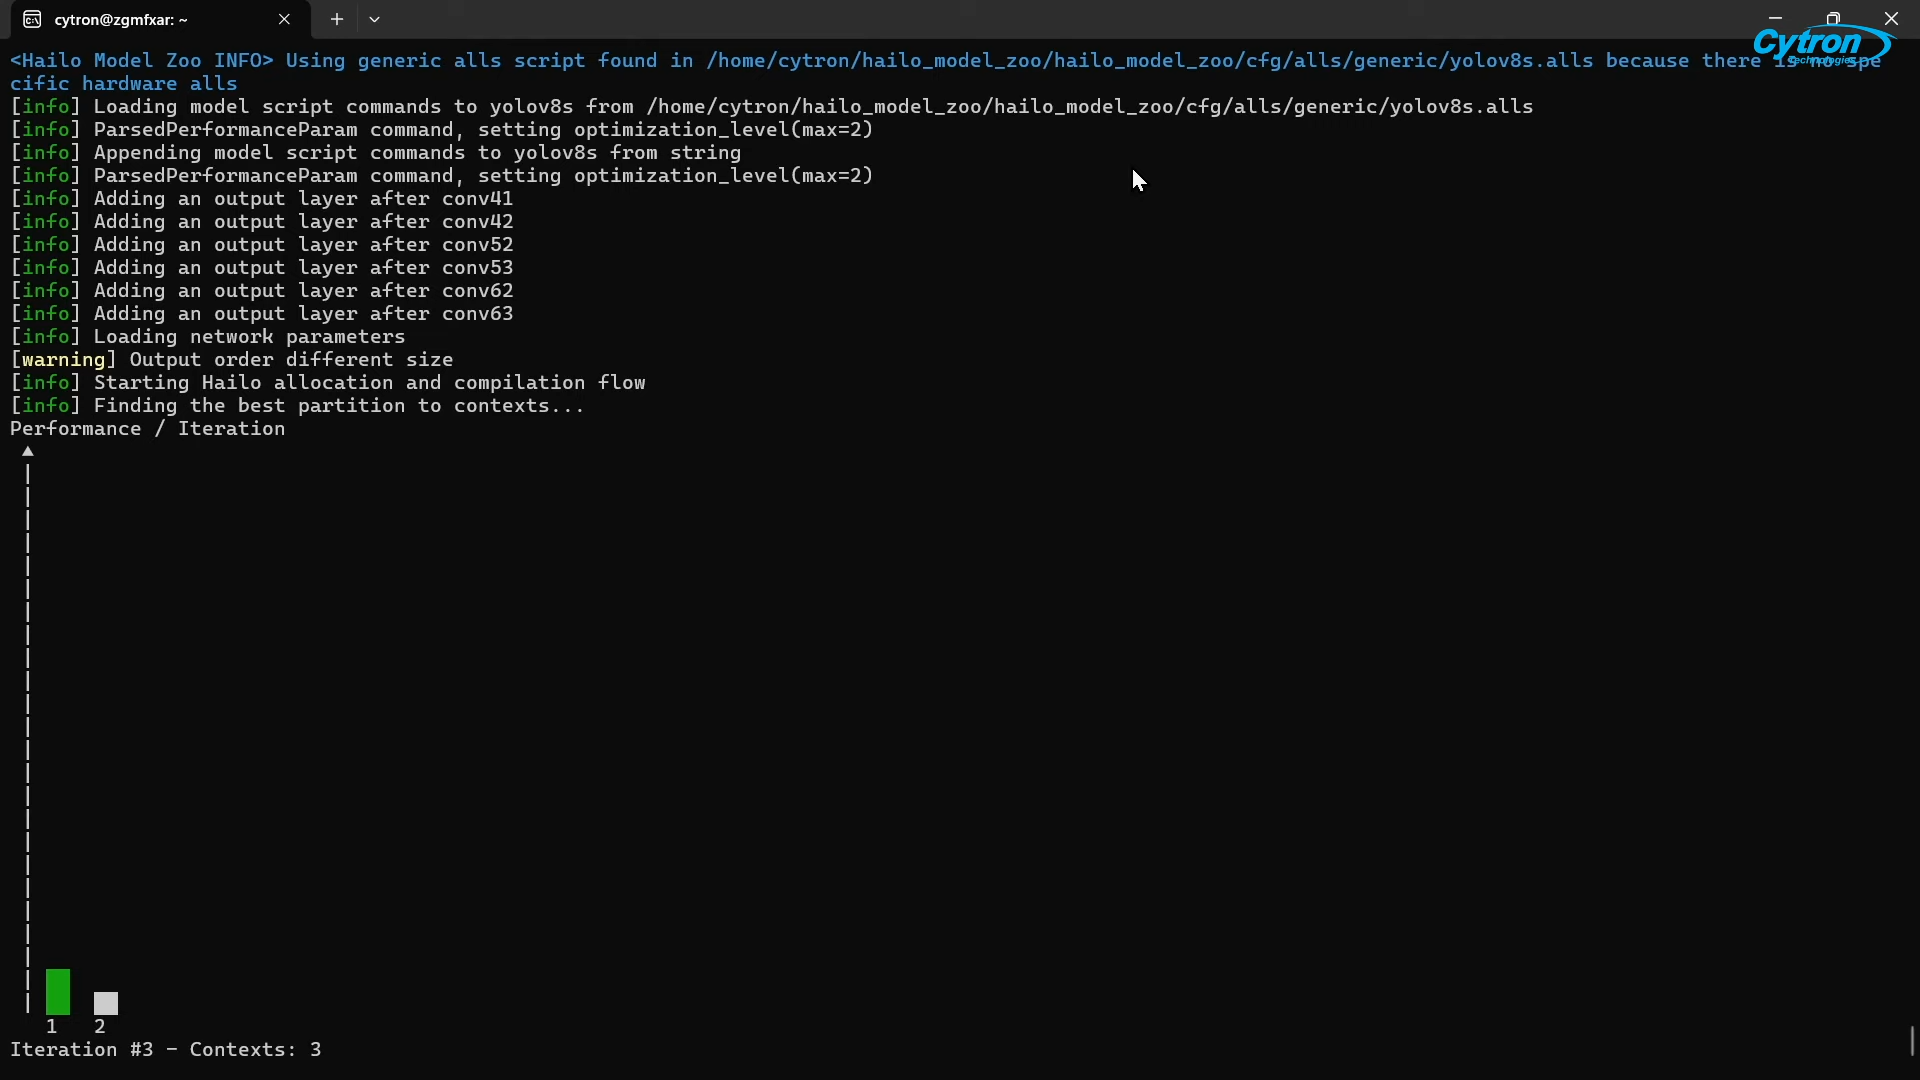 cytron@zgmfxar: ~
Cytron
Technologies
<Hailo Model Zoo INFO> Using generic alls script found in /home/cytron/hailo_model_zoo/hailo_model_zoo/cfg/alls/generic/yolov8s.alls because there is no spe
cific hardware alls
[info] Loading model script commands to yolov8s from /home/cytron/hailo_model_zoo/hailo_model_zoo/cfg/alls/generic/yolov8s.alls
[info] ParsedPerformanceParam command, setting optimization_level(max=2)
[info] Appending model script commands to yolov8s from string
[info] ParsedPerformanceParam command, setting optimization_level(max=2)
[info] Adding an output layer after conv41
[info] Adding an output layer after conv42
[info] Adding an output layer after conv52
[info] Adding an output layer after conv53
[info] Adding an output layer after conv62
[info] Adding an output layer after conv63
[info] Loading network parameters
[warning] Output order different size
[info] Starting Hailo allocation and compilation flow
[info] Finding the best partition to contexts...
Performance / Iteration
1 2
Iteration #3 - Contexts: 3